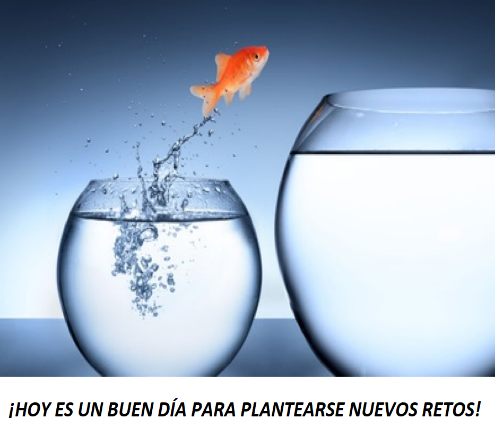 ¡HOY ES UN BUEN DÍA PARA PLANTEARSE NUEVOS RETOS!